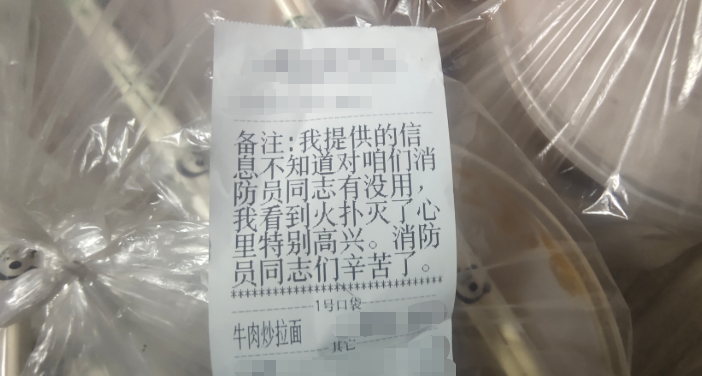 备注:我提供的信
息不知道对咱们消
防员同志有没用，
我看到火扑灭了心
里特别高兴。消防
员同志们辛苦了。
********************************
1号口袋
牛肉炒拉面
其它